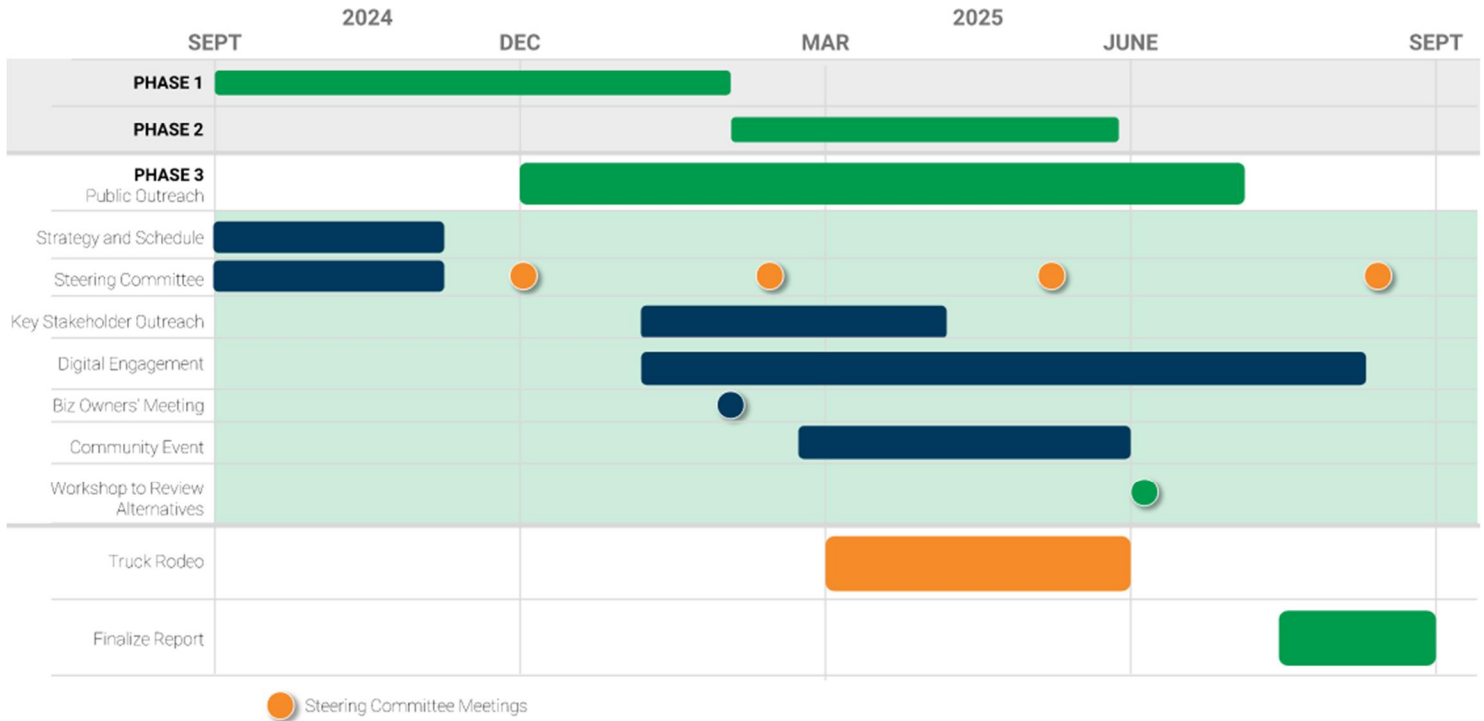 2024 2025
SEPT DEC MAR JUNE SEPT
PHASE 1
PHASE 2
PHASE 3
Public Outreach
Strategy and Schedule
Steering Committee
Key Stakeholder Outreach
Digital Engagement
Biz Owners' Meeting
Community Event
Workshop to Review
Alternatives
Truck Rodeo
Finalize Report
Steering Committee Meetings